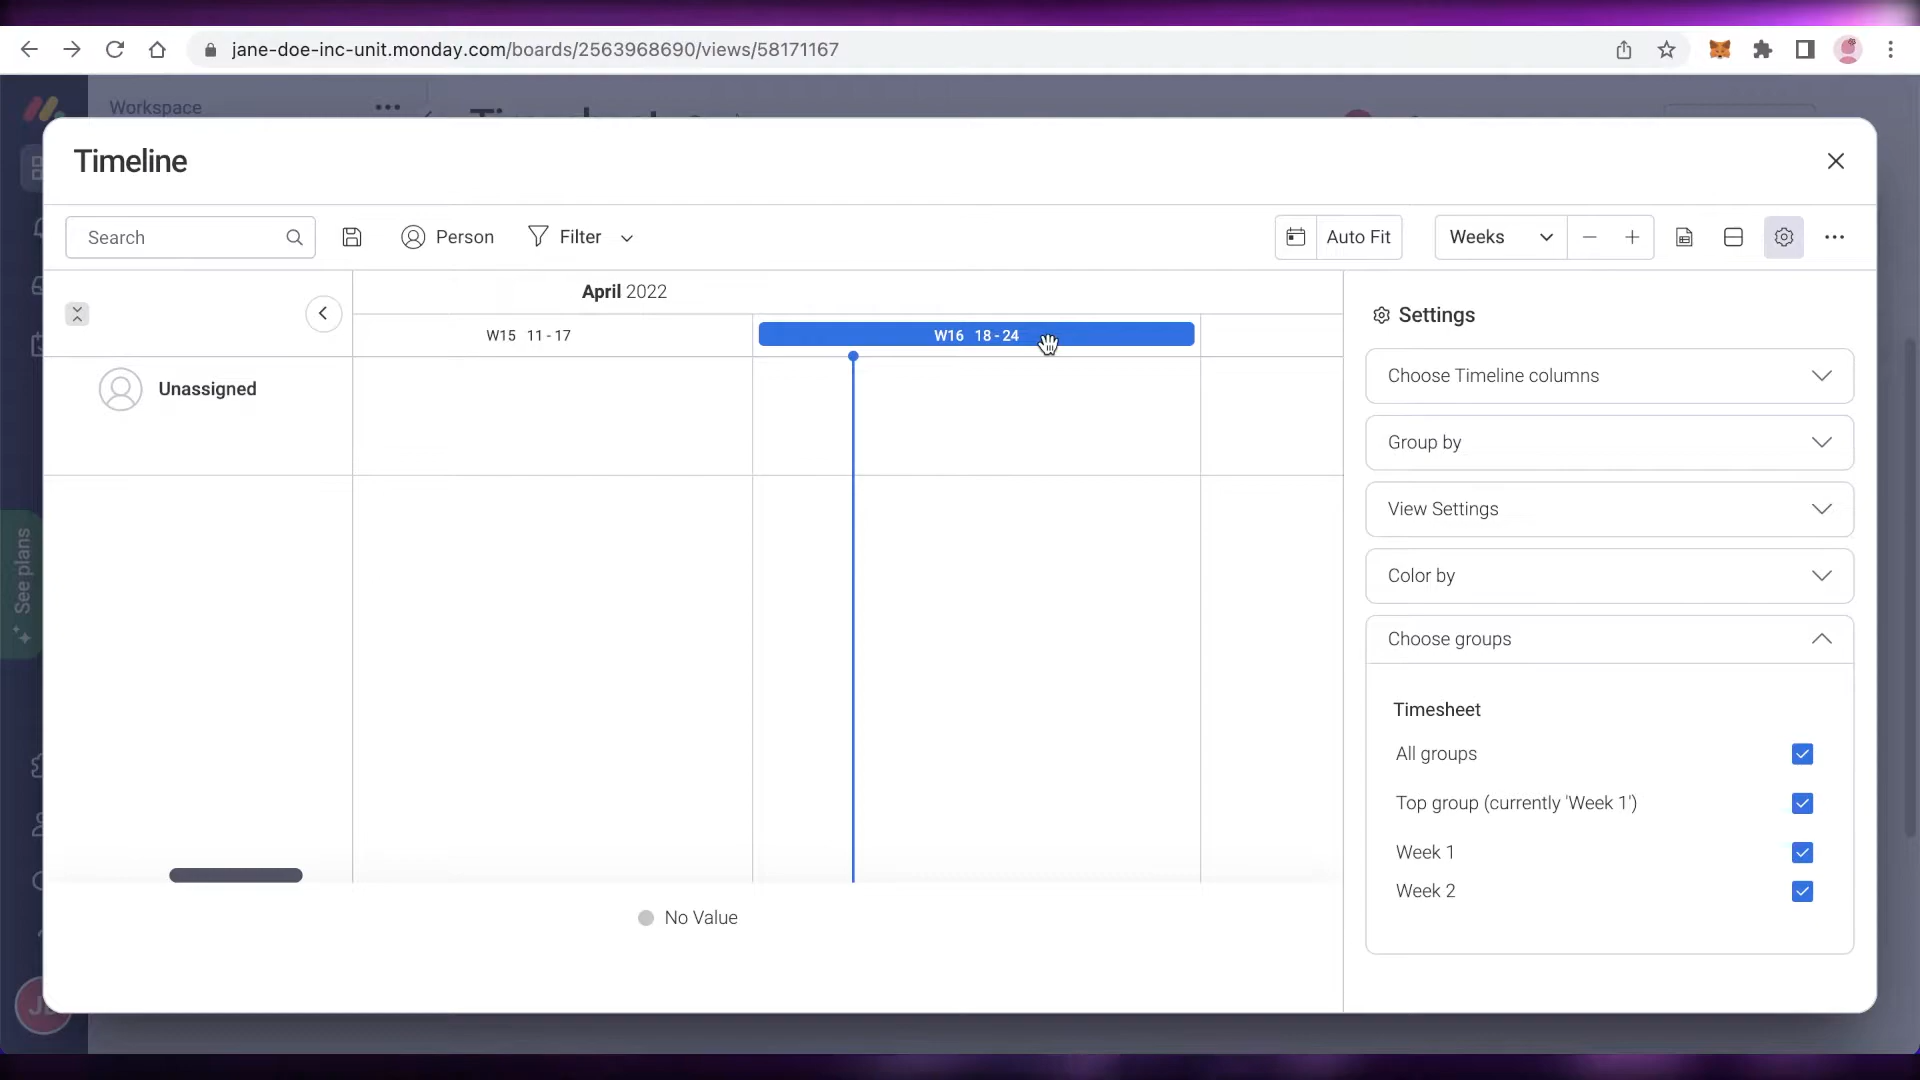 jane-doe-inc-unit.monday.com/boards/2563968690/views/58171167
Workspace
Timeline
Search
Person
Filter
Auto Fit
Weeks
April 2022
W15 11 - 17
W16 18 - 24
Unassigned
Settings
Choose Timeline columns
Group by
View Settings
Color by
Choose groups
Timesheet
All groups
Top group (currently 'Week 1')
Week 1
Week 2
See plans
No Value